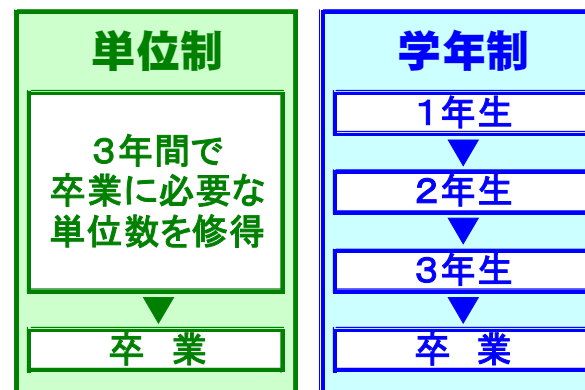 単位制
3年間で
卒業に必要な
単位数を修得
卒 業
学年制
1年生
2年生
3年生
卒 業